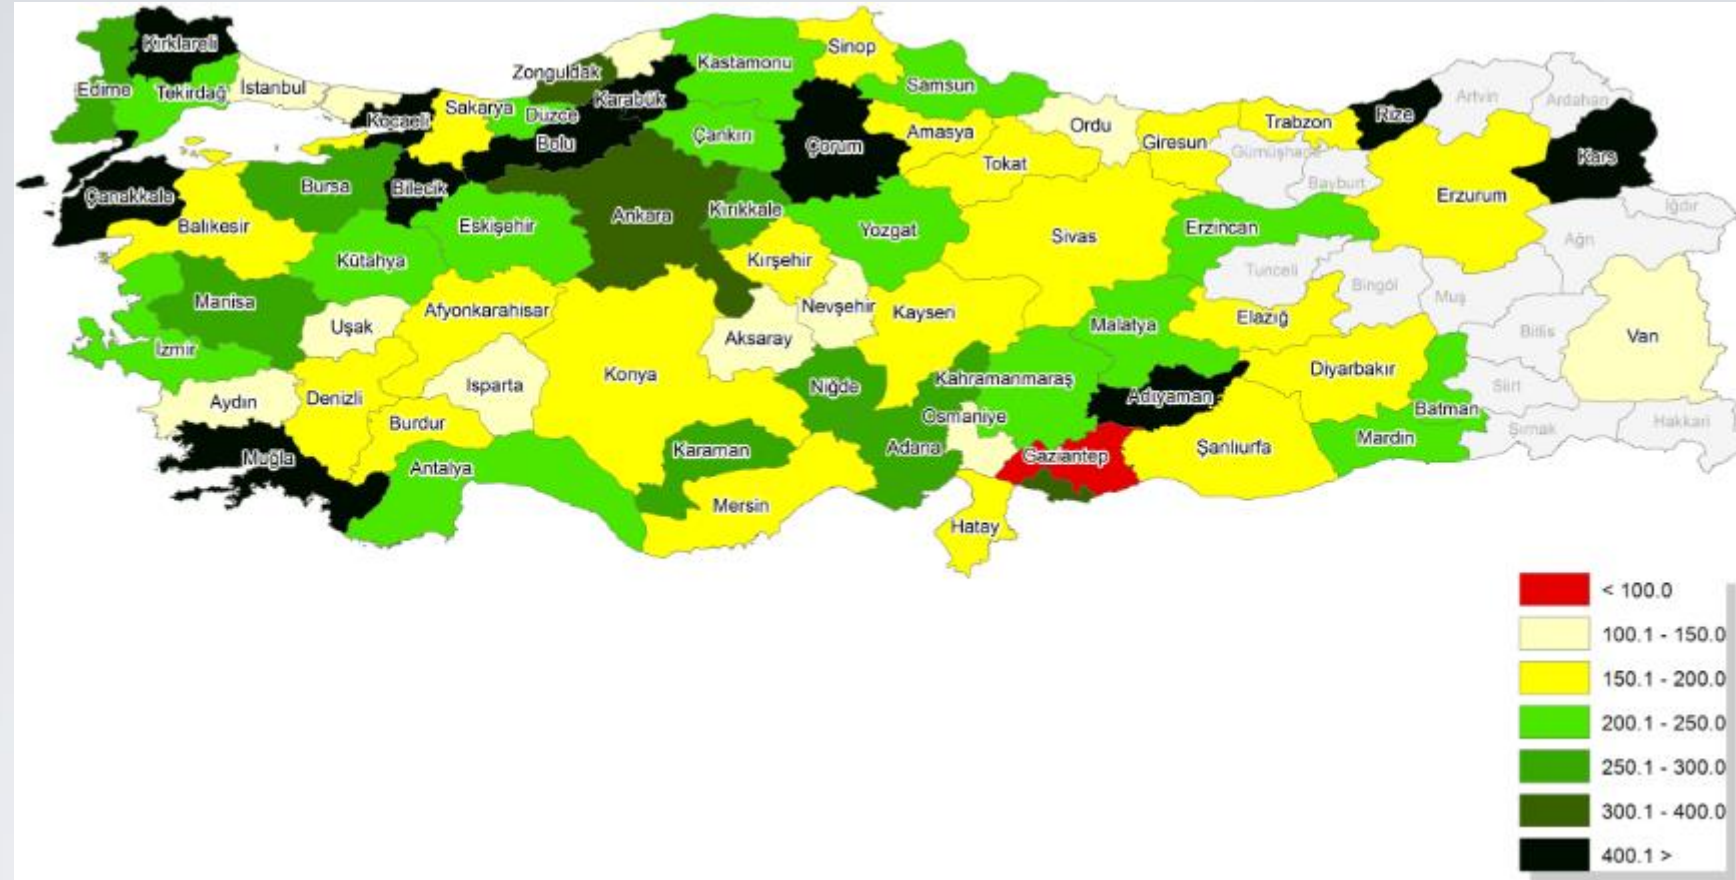 Kırklareli
Edirne
Tekirdağ
İstanbul
Kocaeli
Sakarya
Zonguldak
Düzce
Bolu
Karabük
Kastamonu
Çankırı
Sinop
Samsun
Çorum
Amasya
Tokat
Ordu
Giresun
Trabzon
Gümüşhane
Bayburt
Rize
Artvin
Ardahan
Kars
Iğdır
Ağrı
Erzurum
Erzincan
Çanakkale
Balıkesir
Bursa
Bilecik
Eskişehir
Kütahya
Ankara
Kırıkkale
Kırşehir
Yozgat
Sivas
Tunceli
Bingöl
Muş
Bitlis
Van
Manisa
İzmir
Uşak
Afyonkarahisar
Aydın
Denizli
Isparta
Burdur
Konya
Aksaray
Nevşehir
Kayseri
Niğde
Malatya
Elazığ
Diyarbakır
Batman
Siirt
Şırnak
Hakkari
Mardin
Şanlıurfa
Adıyaman
Kahramanmaraş
Osmaniye
Gaziantep
Adana
Karaman
Mersin
Hatay
Antalya
Muğla
< 100.0
100.1 - 150.0
150.1 - 200.0
200.1 - 250.0
250.1 - 300.0
300.1 - 400.0
400.1 >